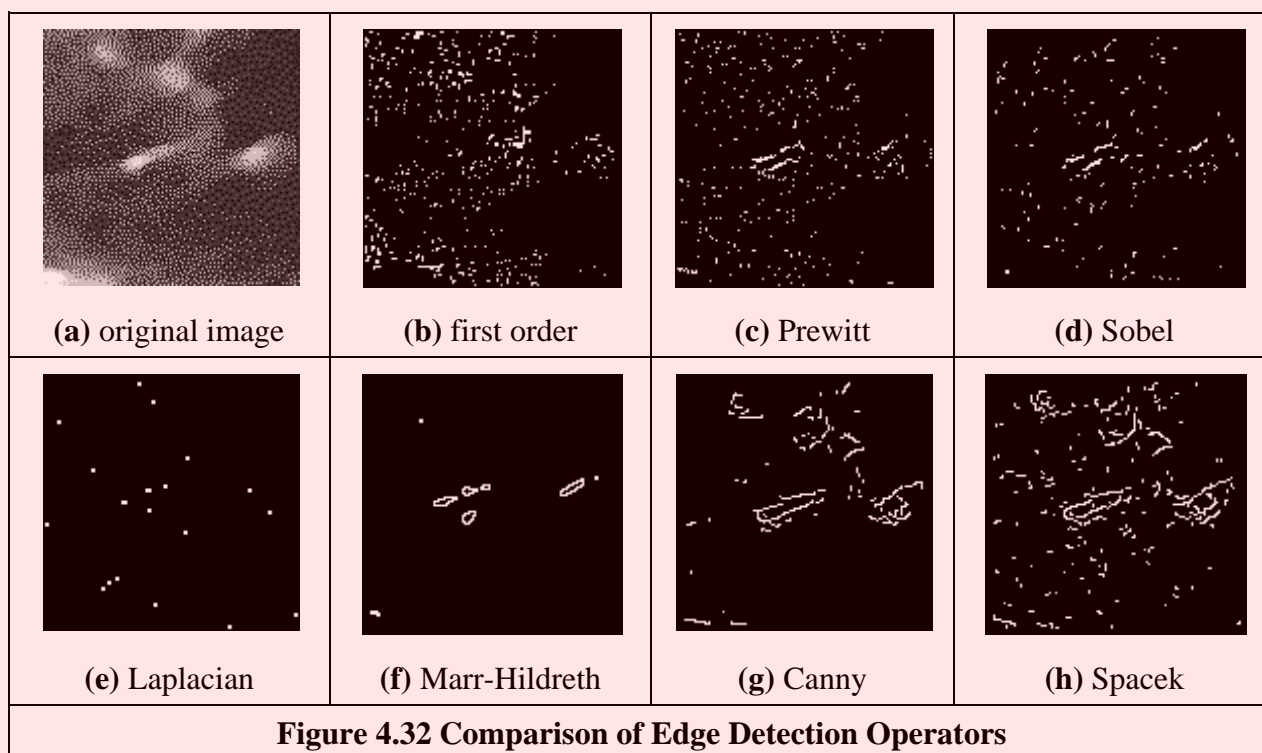 (a) original image
(b) first order
(c) Prewitt
(d) Sobel
(e) Laplacian
(f) Marr-Hildreth
(g) Canny
(h) Spacek
Figure 4.32 Comparison of Edge Detection Operators